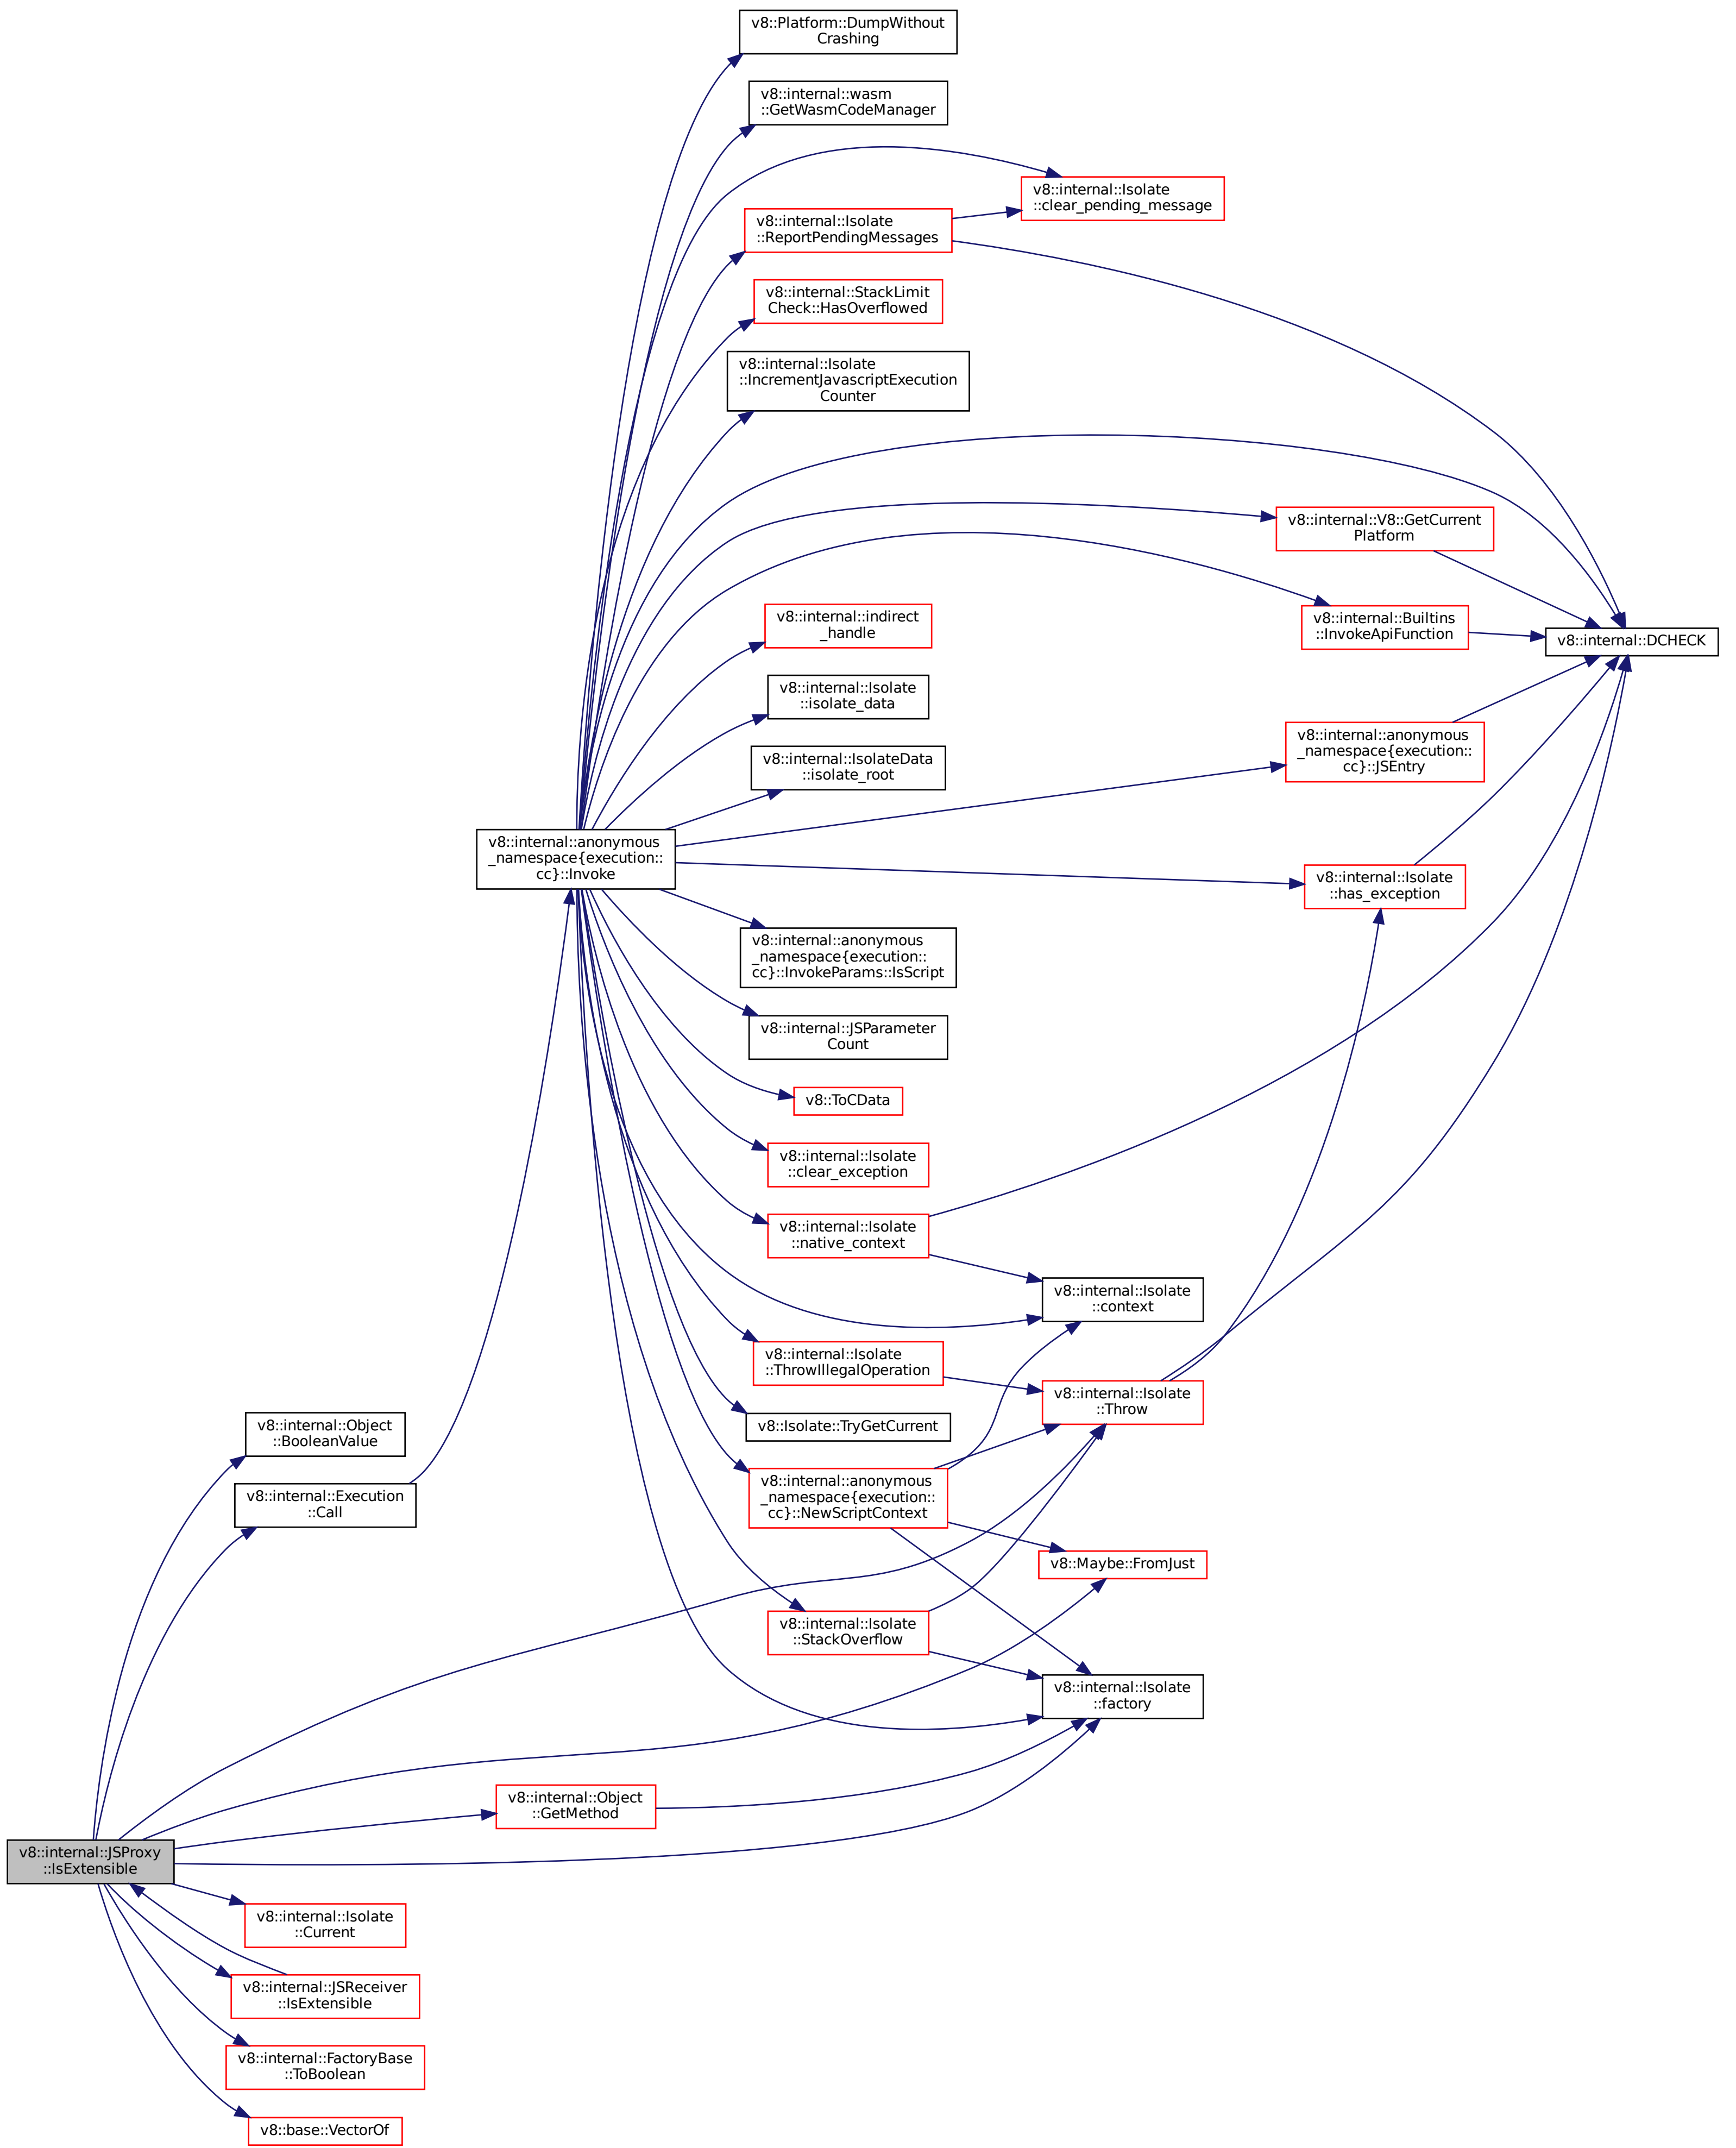 v8::Platform::DumpWithout
Crashing
v8::internal::wasm
::GetWasmCodeManager
v8::internal::Isolate
::clear_pending_message
v8::internal::Isolate
::ReportPendingMessages
v8::internal::StackLimit
Check::HasOverflowed
v8::internal::Isolate
::IncrementJavascriptExecution
Counter
v8::internal::V8::GetCurrent
Platform
v8::internal::indirect
_handle
v8::internal::Builtins
::InvokeApiFunction
v8::internal::DCHECK
v8::internal::Isolate
::isolate_data
v8::internal::anonymous
_namespace{execution::
cc}::JSEntry
v8::internal::IsolateData
::isolate_root
v8::internal::anonymous
_namespace{execution::
cc}::Invoke
v8::internal::Isolate
::has_exception
v8::internal::anonymous
_namespace{execution::
cc}::InvokeParams::IsScript
v8::internal::JSParameter
Count
v8::ToCData
v8::internal::Isolate
::clear_exception
v8::internal::Isolate
::native_context
v8::internal::Isolate
::context
v8::internal::Isolate
::ThrowIllegalOperation
v8::internal::Isolate
::Throw
v8::internal::Object
::BooleanValue
v8::Isolate::TryGetCurrent
v8::internal::Execution
::Call
v8::internal::anonymous
_namespace{execution::
cc}::NewScriptContext
v8::Maybe::FromJust
v8::internal::Isolate
::StackOverflow
v8::internal::Isolate
::factory
v8::internal::Object
::GetMethod
v8::internal::JSProxy
::IsExtensible
v8::internal::Isolate
::Current
v8::internal::JSReceiver
::IsExtensible
v8::internal::FactoryBase
::ToBoolean
v8::base::VectorOf